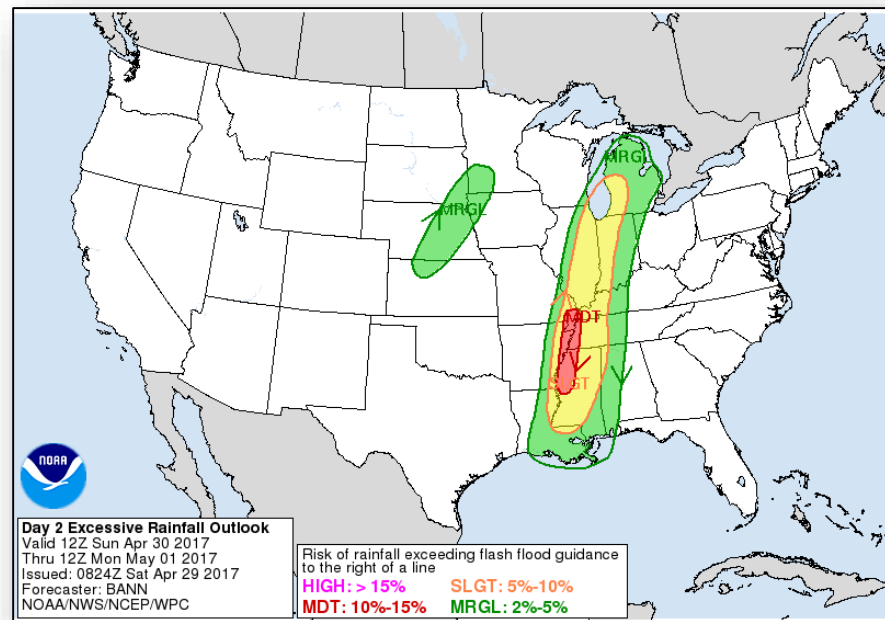 MRGL
MRGL
MDT
SLGT
NOAA
Day 2 Excessive Rainfall Outlook
Valid 12Z Sun Apr 30 2017
Thru 12Z Mon May 01 2017
Issued: 0824Z Sat Apr 29 2017
Forecaster: BANN
NOAA/NWS/NCEP/WPC
Risk of rainfall exceeding flash flood guidance
to the right of a line
HIGH: > 15% SLGT: 5%-10%
MDT: 10%-15% MRGL: 2%-5%